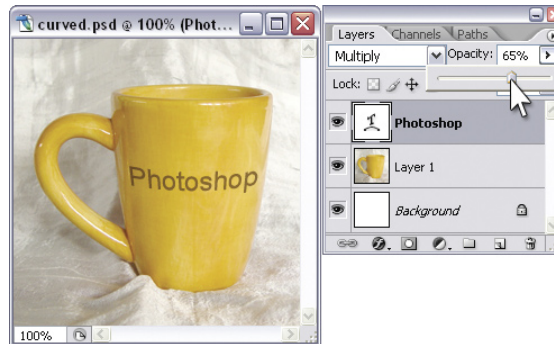 curved.psd @ 100% (Phot...
Photoshop
100%
Layers Channels Paths
Multiply Opacity: 65%
Lock:
Photoshop
Layer 1
Background